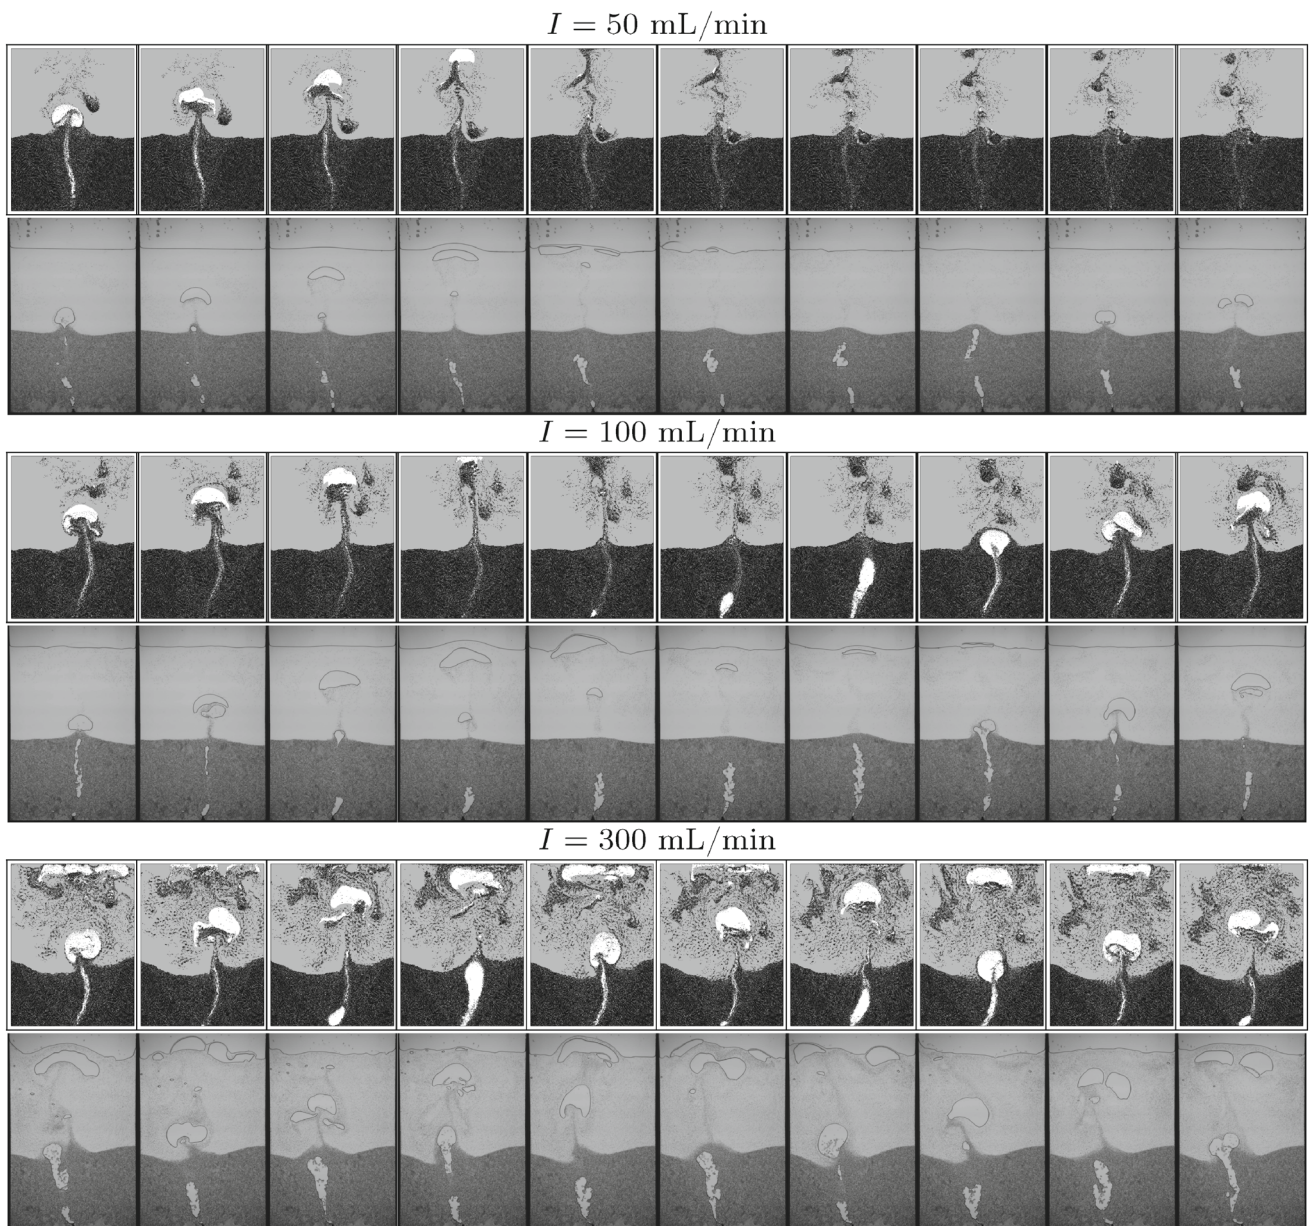 I = 50 mL/min
I = 100 mL/min
I = 300 mL/min